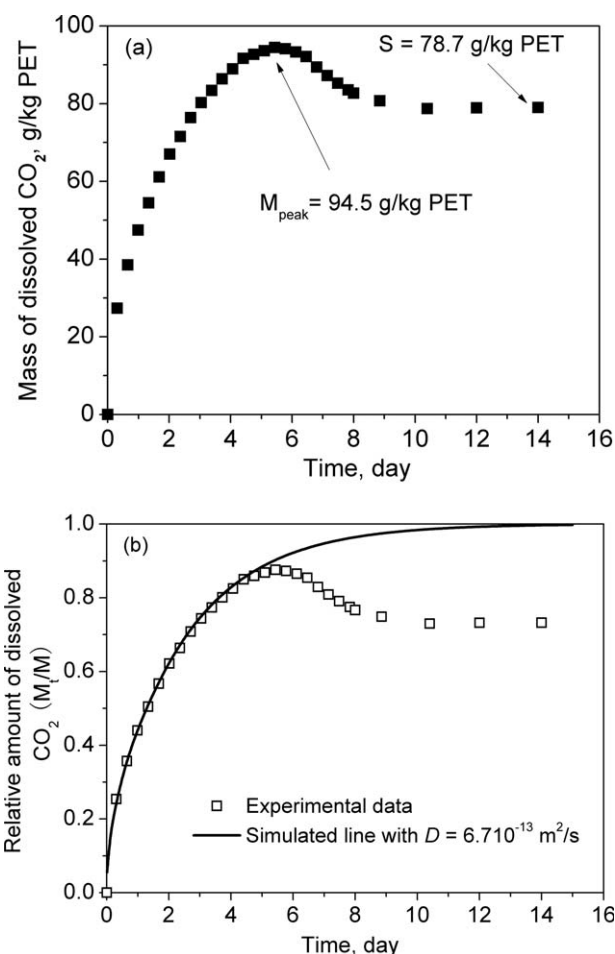 100
80
60
40
20
0
(a)
S = 78.7 g/kg PET
M_peak = 94.5 g/kg PET
Mass of dissolved CO₂, g/kg PET
0 2 4 6 8 10 12 14 16
Time, day
1.0
0.8
0.6
0.4
0.2
0.0
(b)
Relative amount of dissolved
CO₂ (Mₜ/M)
Experimental data
Simulated line with D = 6.710⁻¹³ m²/s
0 2 4 6 8 10 12 14 16
Time, day